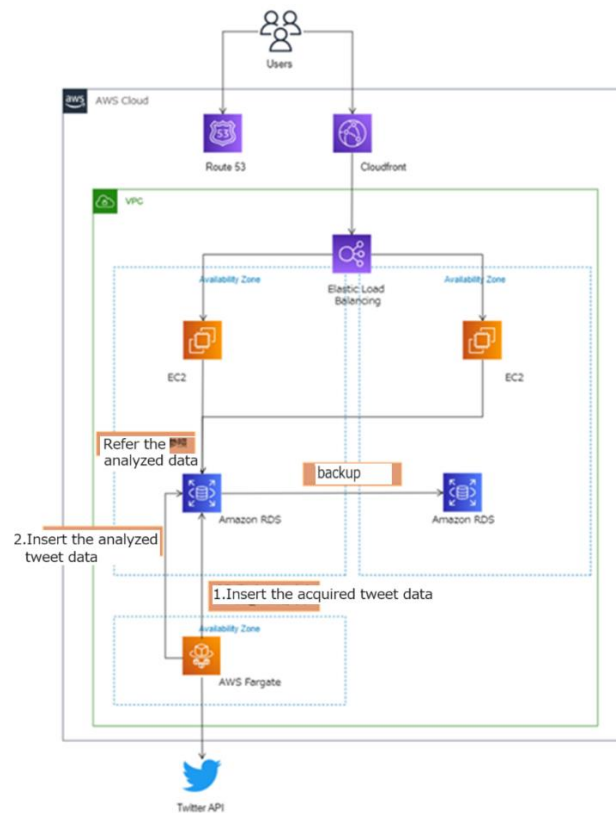 Users
aws
AWS Cloud
53
Route 53
Cloudfront
VPC
Elastic Load
Balancing
Availability Zone
Availability Zone
EC2
EC2
Refer the
analyzed data
backup
Amazon RDS
Amazon RDS
2.Insert the analyzed
tweet data
1.Insert the acquired tweet data
Availability Zone
AWS Fargate
Twitter API